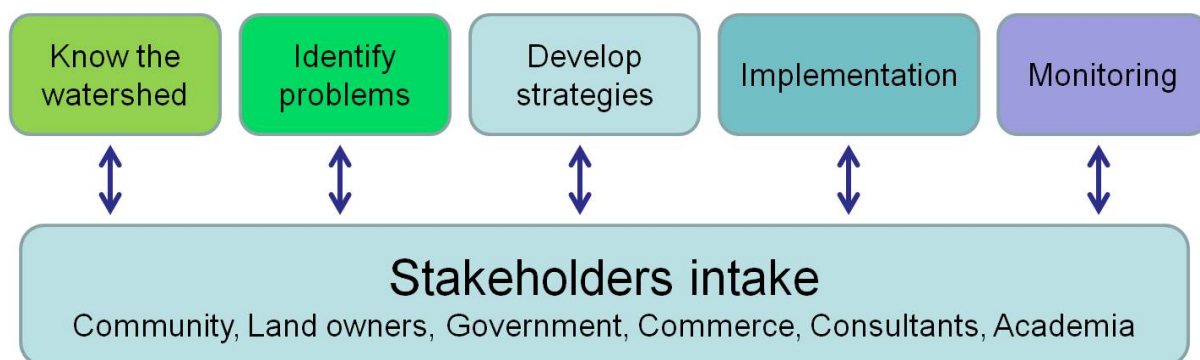 Know the
watershed
Identify
problems
Develop
strategies
Implementation
Monitoring
Stakeholders intake
Community, Land owners, Government, Commerce, Consultants, Academia